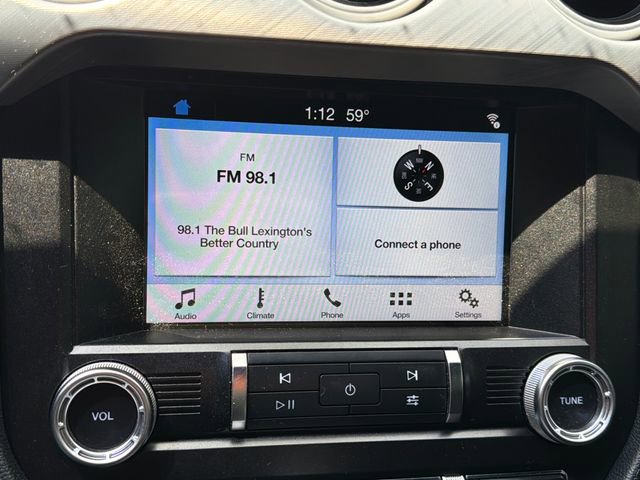 1:12 59°
FM
FM 98.1
98.1 The Bull Lexington's
Better Country
N
W
E
S
Connect a phone
Audio
Climate
Phone
Apps
Settings
VOL
TUNE